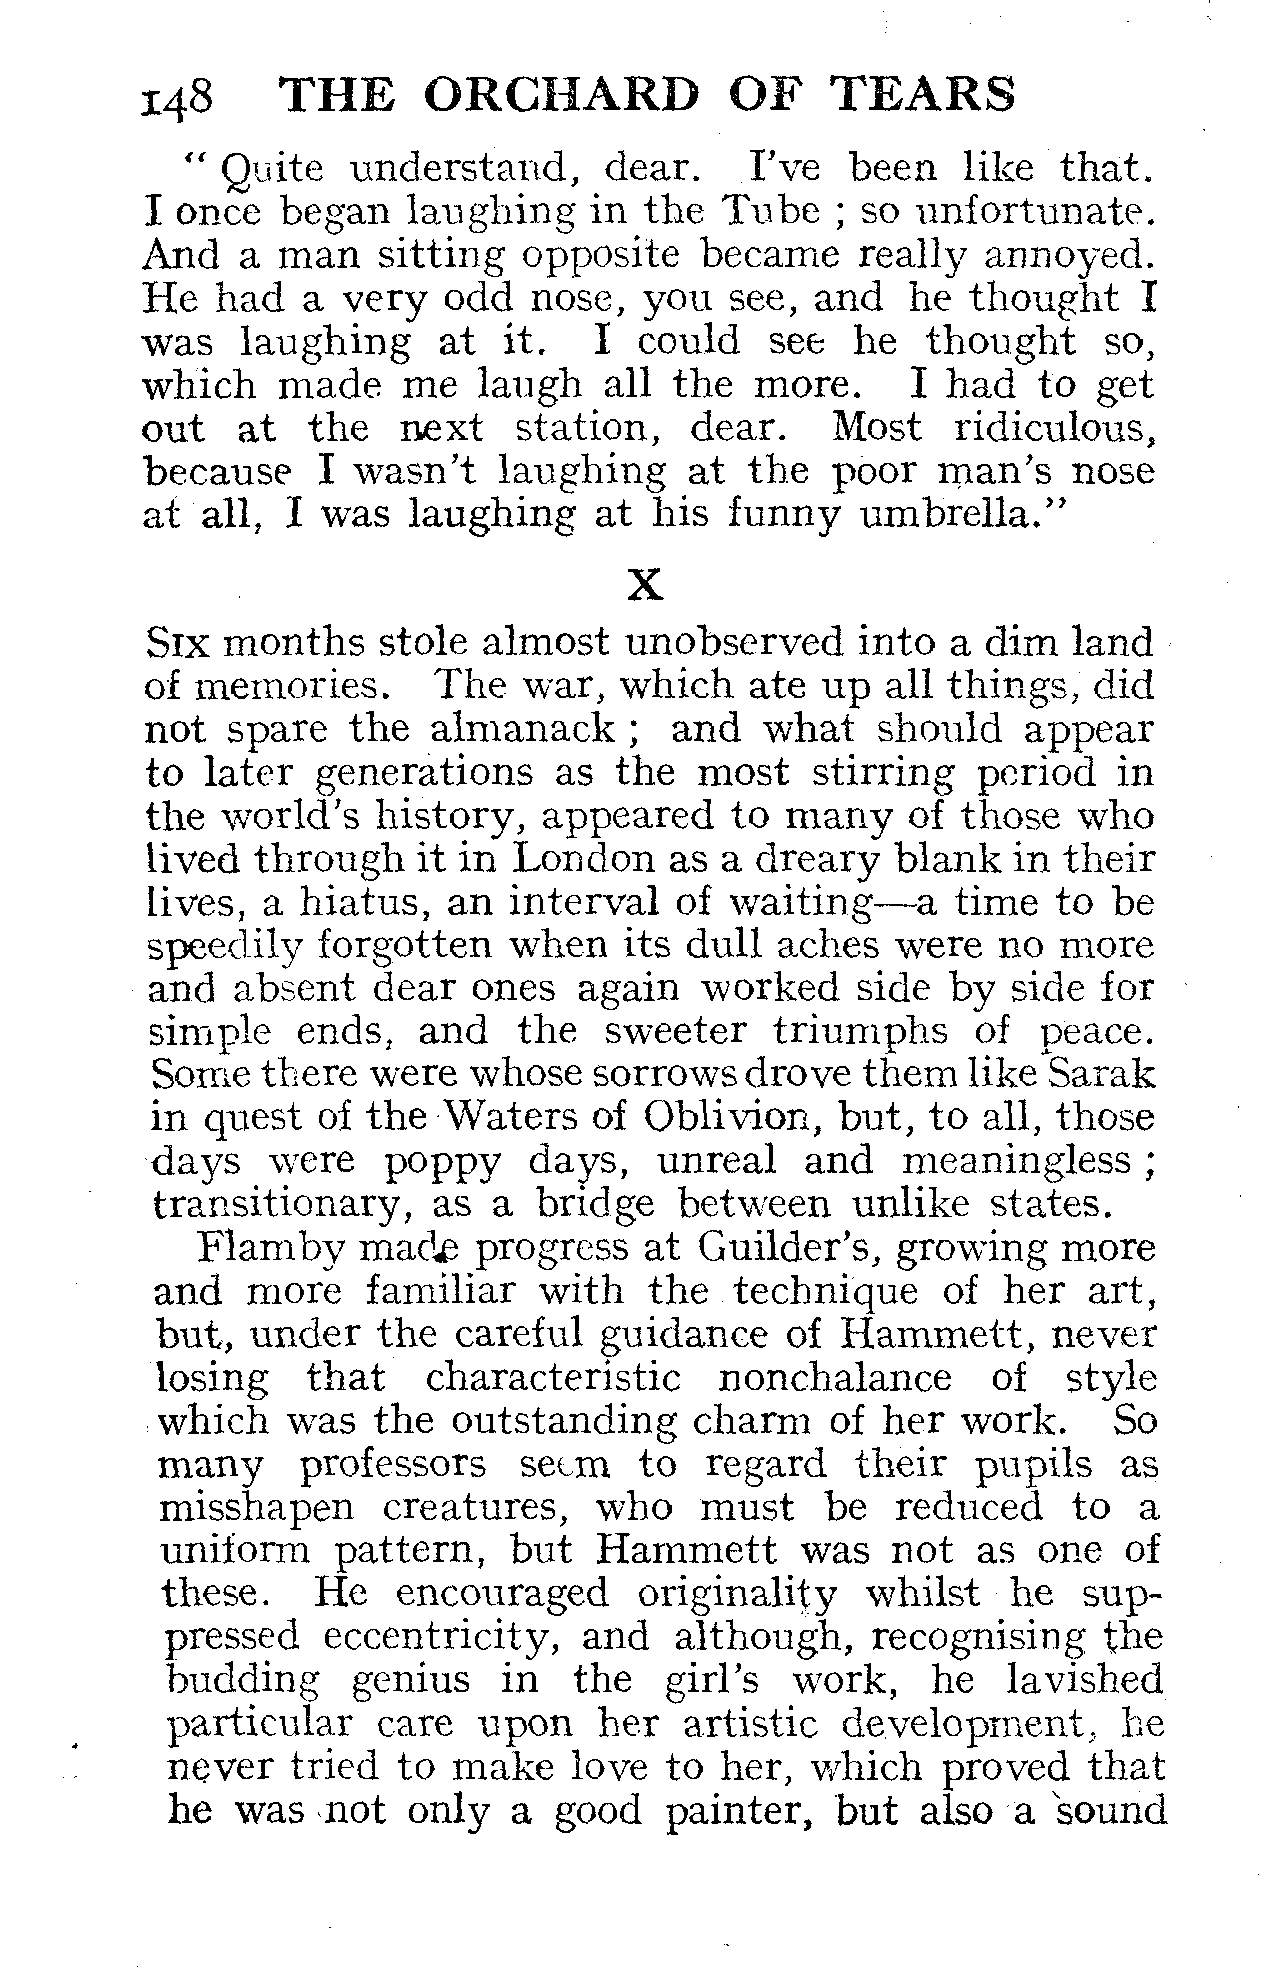 148 THE ORCHARD OF TEARS
“ Quite understand, dear. I’ve been like that.
I once began laughing in the Tube ; so unfortunate.
And a man sitting opposite became really annoyed.
He had a very odd nose, you see, and he thought I
was laughing at it. I could see he thought so,
which made me laugh all the more. I had to get
out at the next station, dear. Most ridiculous,
because I wasn’t laughing at the poor man’s nose
at all, I was laughing at his funny umbrella.”
X
SIX months stole almost unobserved into a dim land
of memories. The war, which ate up all things, did
not spare the almanack ; and what should appear
to later generations as the most stirring period in
the world’s history, appeared to many of those who
lived through it in London as a dreary blank in their
lives, a hiatus, an interval of waiting—a time to be
speedily forgotten when its dull aches were no more
and absent dear ones again worked side by side for
simple ends, and the sweeter triumphs of peace.
Some there were whose sorrows drove them like Sarak
in quest of the Waters of Oblivion, but, to all, those
days were poppy days, unreal and meaningless ;
transitionary, as a bridge between unlike states.
Flamby made progress at Guilder’s, growing more
and more familiar with the technique of her art,
but, under the careful guidance of Hammett, never
losing that characteristic nonchalance of style
which was the outstanding charm of her work. So
many professors seem to regard their pupils as
misshapen creatures, who must be reduced to a
uniform pattern, but Hammett was not as one of
these. He encouraged originality whilst he sup-
pressed eccentricity, and although, recognising the
budding genius in the girl’s work, he lavished
particular care upon her artistic development, he
never tried to make love to her, which proved that
he was not only a good painter, but also a sound